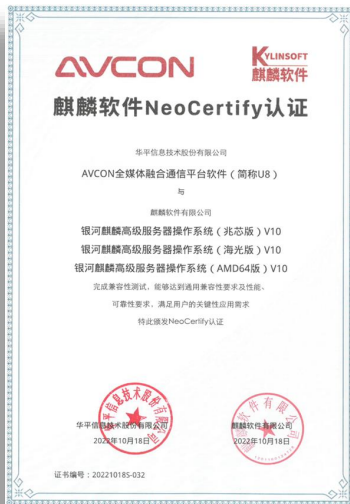 AVCON
KYLINSOFT
麒麟软件
麒麟软件NeoCertify认证
华平信息技术股份有限公司
AVCON全媒体融合通信平台软件（简称U8）
与
麒麟软件有限公司
银河麒麟高级服务器操作系统（兆芯版）V10
银河麒麟高级服务器操作系统（海光版）V10
银河麒麟高级服务器操作系统（AMD64版）V10
完成兼容性测试，能够达到通用兼容性要求及性能、
可靠性要求，满足用户的关键性应用需求
特此颁发NeoCertify认证
华平信息技术股份有限公司
麒麟软件有限公司
2022年10月18日
2022年10月18日
证书编号：20221018S-032